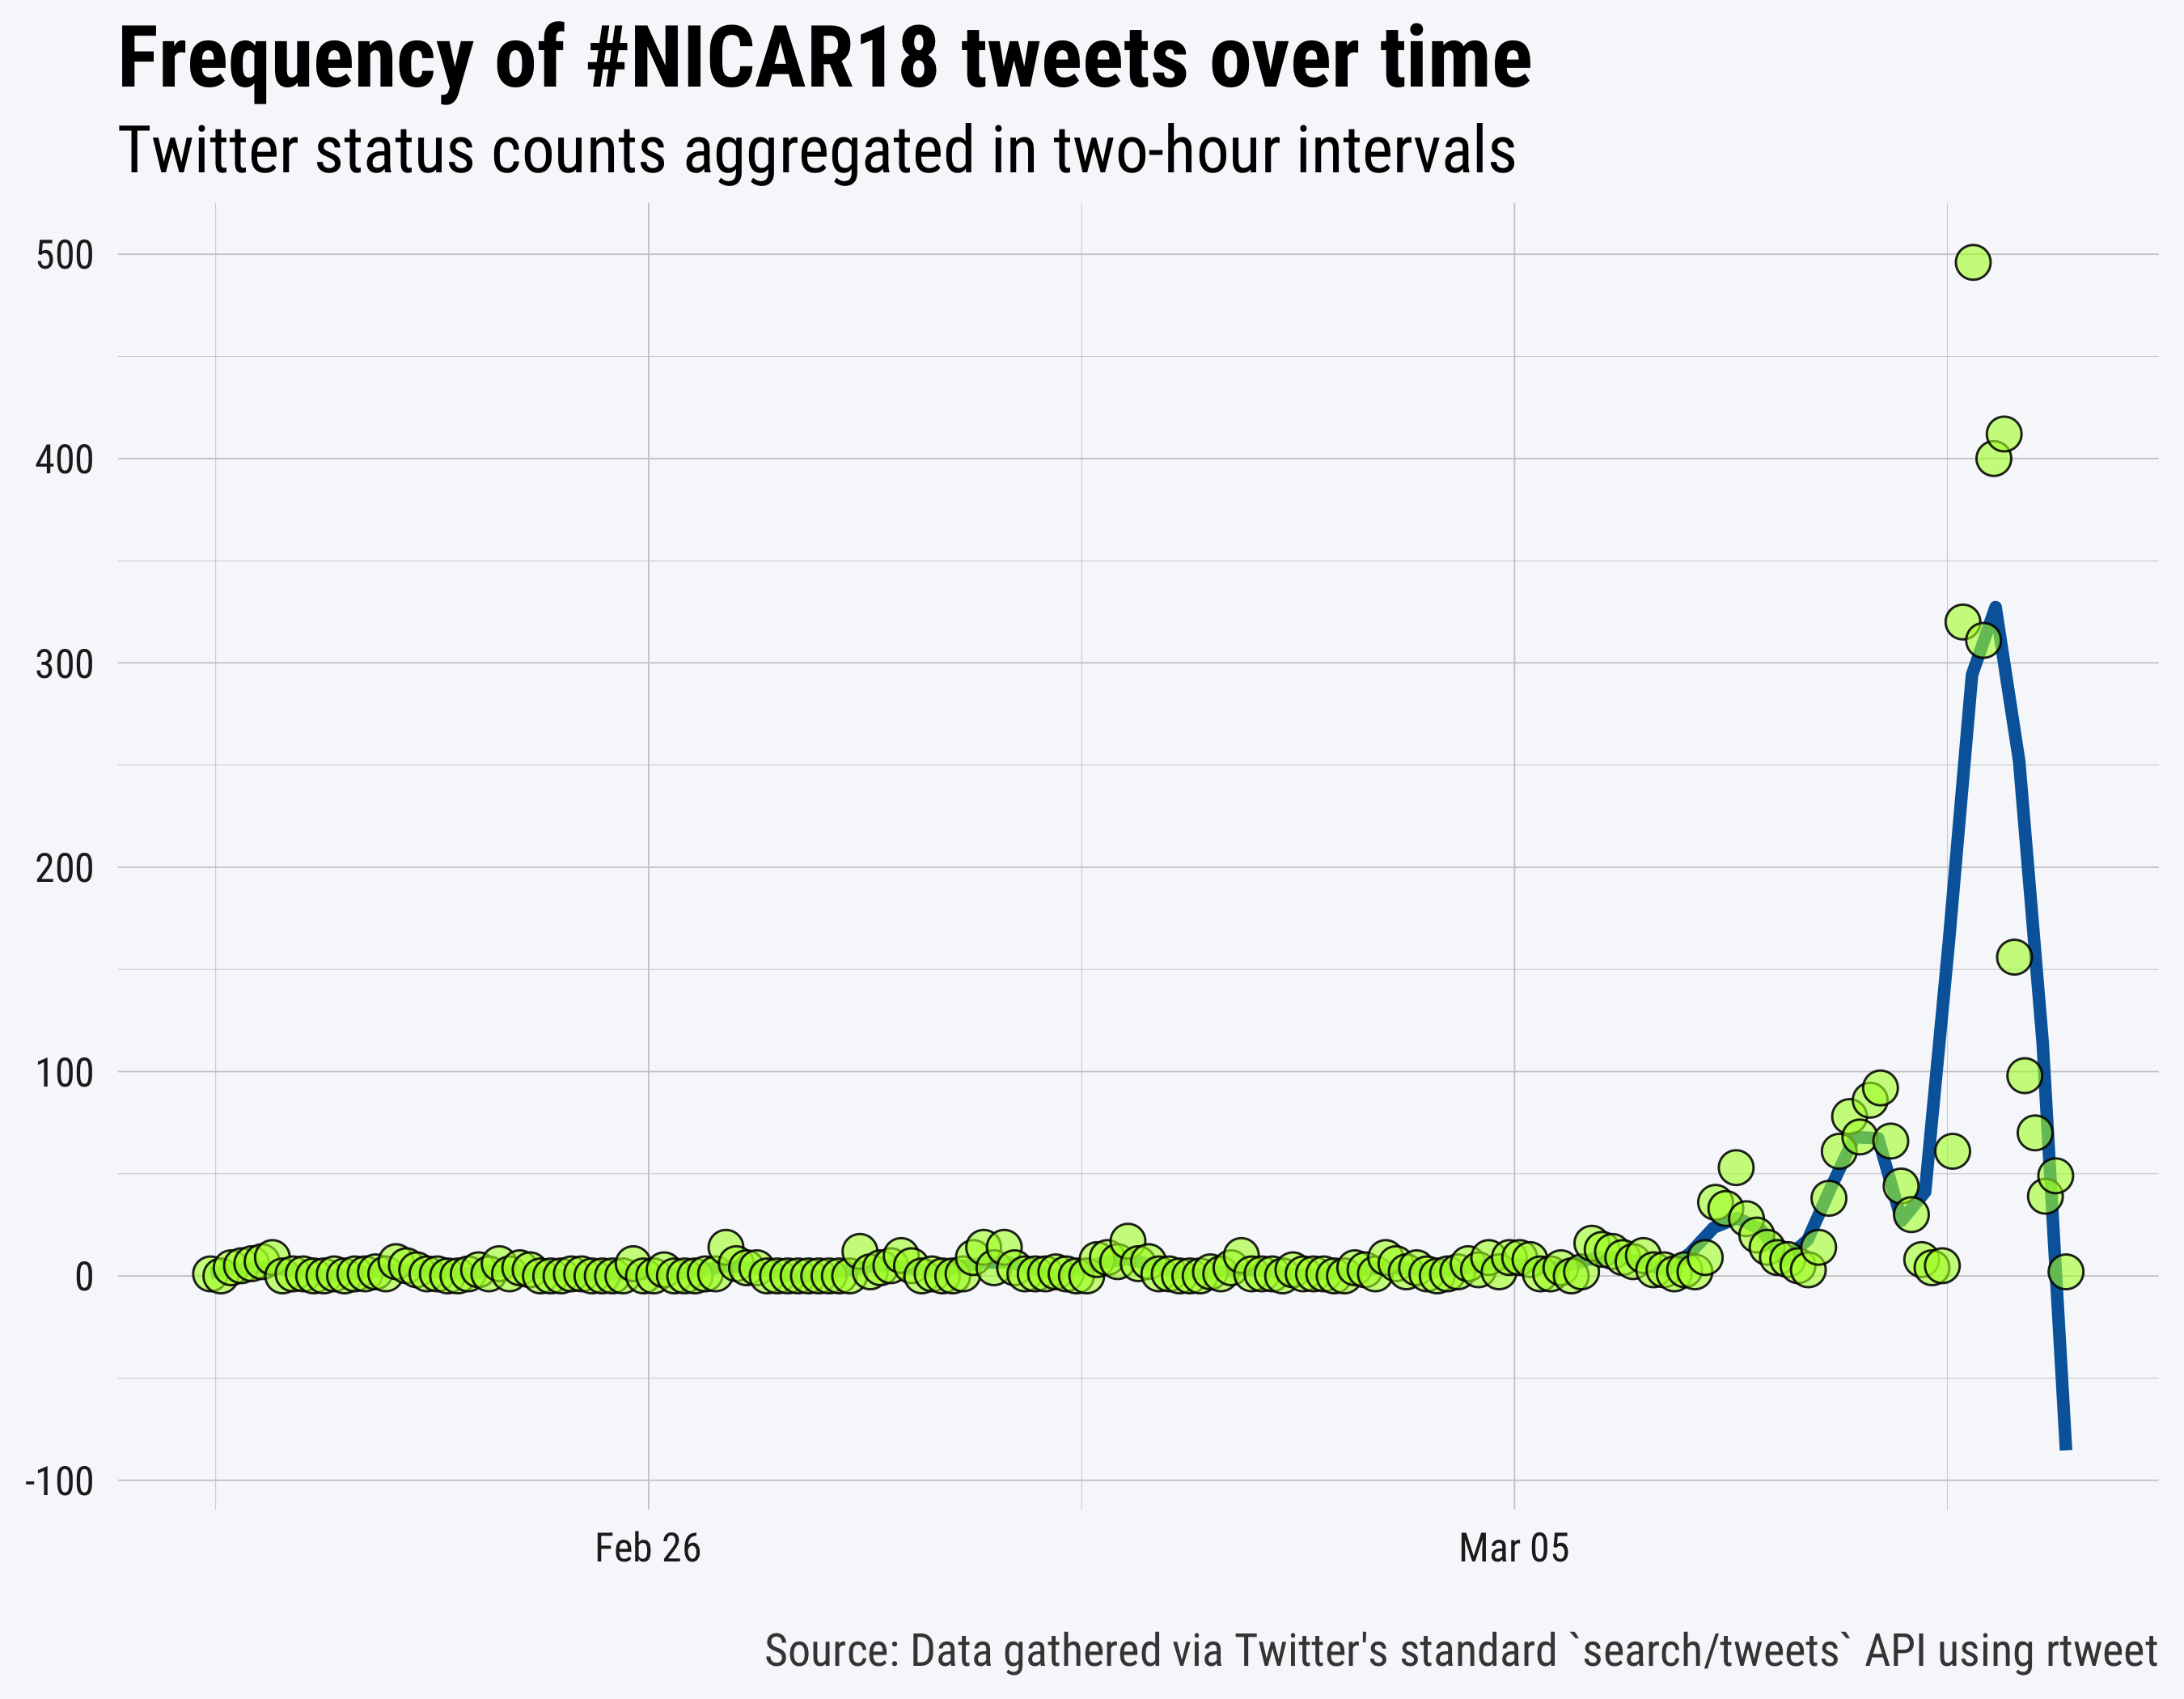 Frequency of #NICAR18 tweets over time
Twitter status counts aggregated in two-hour intervals
500
400
300
200
100
0
-100
Feb 26 Mar 05
Source: Data gathered via Twitter's standard `search/tweets` API using rtweet